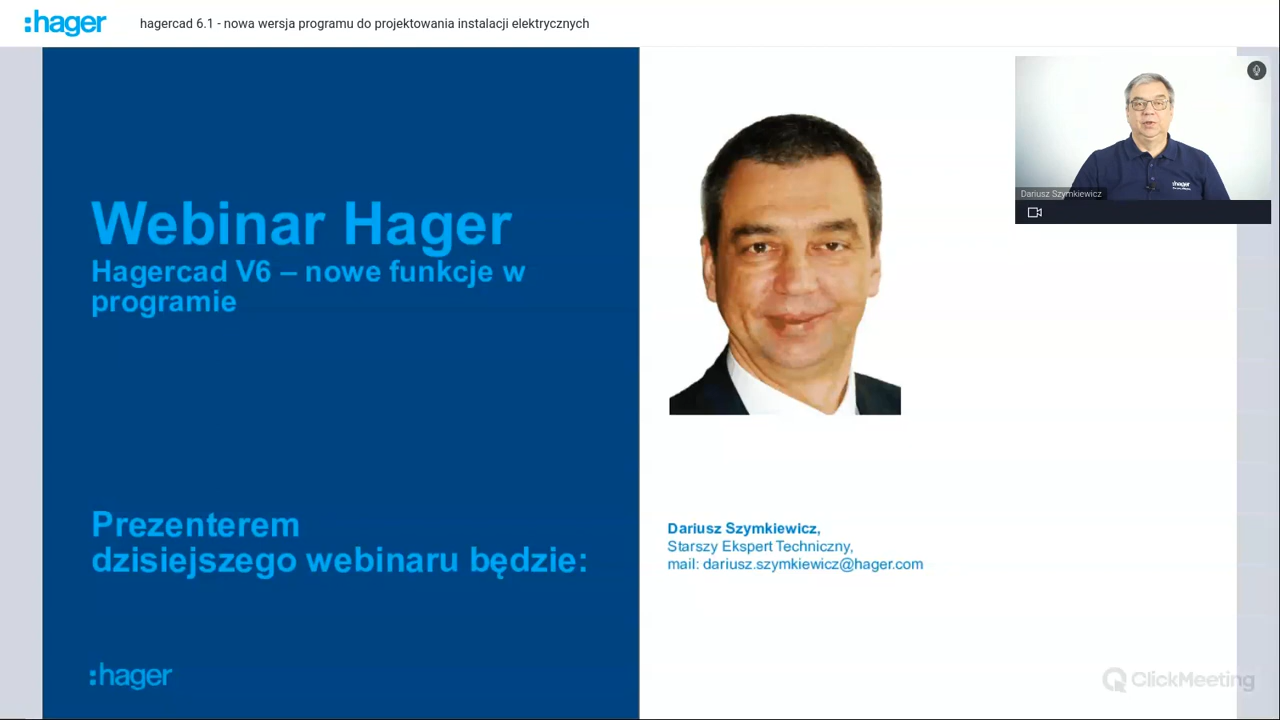 :hager
hagercad 6.1 - nowa wersja programu do projektowania instalacji elektrycznych
Webinar Hager
Hagercad V6 – nowe funkcje w
programie
Dariusz Szymkiewicz
:hager
Prezenterem
dzisiejszego webinaru będzie:
Dariusz Szymkiewicz,
Starszy Ekspert Techniczny,
mail: dariusz.szymkiewicz@hager.com
:hager
ClickMeeting